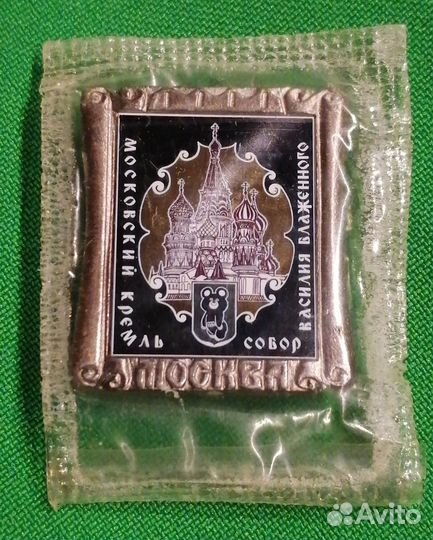 МОСКОВСКИЙ КРЕМЛЬ
СОБОР
ВАСИЛИЯ БЛАЖЕННОГО
МОСКВА
Avito